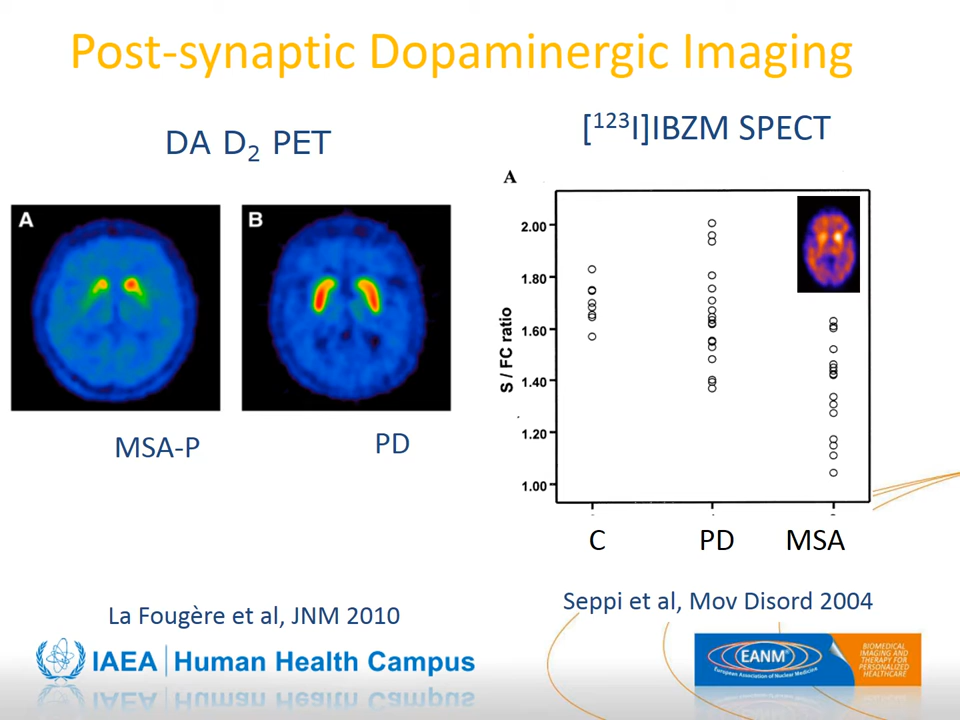 Post-synaptic Dopaminergic Imaging
DA D₂ PET
[¹²³I]IBZM SPECT
A
B
MSA-P
PD
A
S / FC ratio
2.00
1.80
1.60
1.40
1.20
1.00
C PD MSA
La Fougère et al, JNM 2010
Seppi et al, Mov Disord 2004
IAEA | Human Health Campus
EANM
European Association of Nuclear Medicine
BIOMEDICAL
IMAGING AND
THERAPY FOR
PERSONALIZED
HEALTHCARE